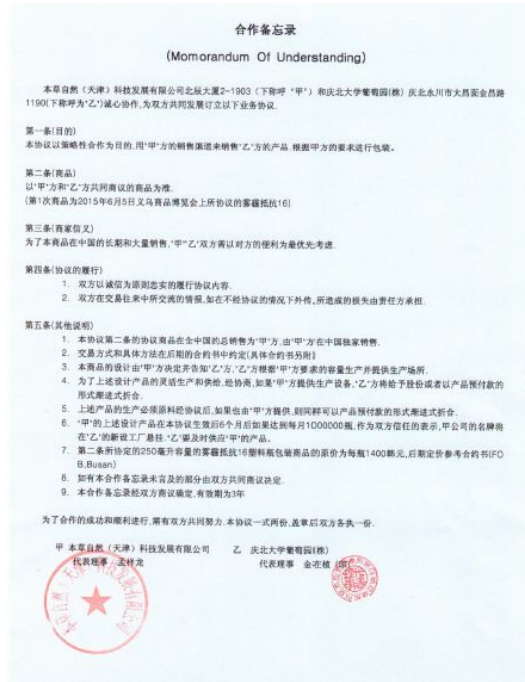 合作备忘录
(Momorandum Of Understanding)
本草自然（天津）科技发展有限公司北辰大厦2-1903（下称呼"甲"）和庆北大学葡萄园(株) 庆北永川市大昌面金昌路
1190(下称呼为"乙")诚心协作,为双方共同发展订立以下业务协议.
第一条(目的)
本协议以策略性合作为目的,用"甲"方的销售渠道来销售"乙"方的产品.根据甲方的要求进行包装。
第二条(商品)
以"甲"方和"乙"方共同商议的商品为准.
(第1次商品为2015年6月5日义乌商品博览会上所协议的雾霾抵抗16)
第三条(商家信义)
为了本商品在中国的长期和大量销售,"甲""乙"双方需以对方的便利为最优先考虑.
第四条(协议的履行)
1. 双方以诚信为原则忠实的履行协议内容.
2. 双方在交易往来中所交流的情报,如在不经协议的情况下外传,所造成的损失由责任方承担.
第五条(其他说明)
1. 本协议第二条的协议商品在全中国的总销售为"甲"方,由"甲"方在中国独家销售.
2. 交易方式和具体方法在后期的合约书中约定[具体合约书另附]
3. 本商品的设计由"甲"方决定并告知"乙"方,"乙"方根据"甲"方要求的容量生产并提供生产场所.
4. 为了上述设计产品的灵活生产和供给,经协商,如果"甲"方提供生产设备,"乙"方将给予股份或者以产品预付款的
形式渐进式折合.
5. 上述产品的生产必须原料经协议后,如果也由"甲"方提供,则同样可以产品预付款的形式渐进式折合.
6. "甲"的上述设计产品在本协议生效后6个月后如果达到每月1000000瓶,作为双方信任的表示,甲公司的名牌将
在"乙"的新设工厂悬挂."乙"要及时供应"甲"的产品。
7. 第二条所协定的250毫升容量的雾霾抵抗16塑料瓶包装商品的原价为每瓶1400韩元,后期定价参考合约书(FO
B,Busan)
8. 如有本合作备忘录未言及的部分由双方共同商议决定.
9. 本合作备忘录经双方商议确定,有效期为3年
为了合作的成功和顺利进行,需有双方共同努力.本协议一式两份,盖章后双方各执一份.
甲 本草自然（天津）科技发展有限公司 乙 庆北大学葡萄园(株)
代表理事 孟祥龙 代表理事 金在植